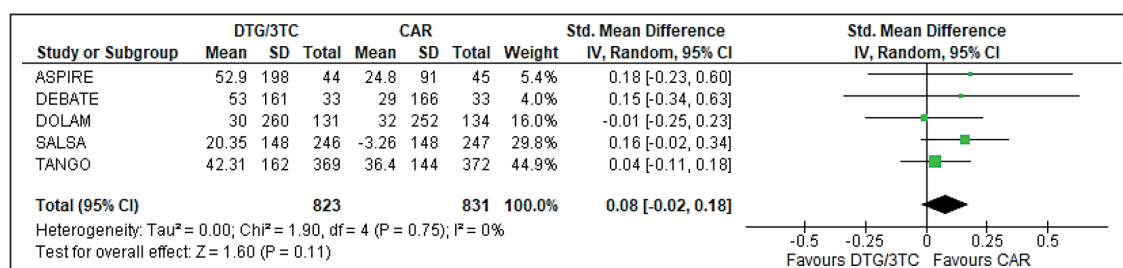 DTG/3TC CAR Std. Mean Difference Std. Mean Difference
Study or Subgroup Mean SD Total Mean SD Total Weight IV, Random, 95% CI IV, Random, 95% CI
ASPIRE 52.9 198 44 24.8 91 45 5.4% 0.18 [-0.23, 0.60]
DEBATE 53 161 33 29 166 33 4.0% 0.15 [-0.34, 0.63]
DOLAM 30 260 131 32 252 134 16.0% -0.01 [-0.25, 0.23]
SALSA 20.35 148 246 -3.26 148 247 29.8% 0.16 [-0.02, 0.34]
TANGO 42.31 162 369 36.4 144 372 44.9% 0.04 [-0.11, 0.18]
Total (95% CI) 823 831 100.0% 0.08 [-0.02, 0.18]
Heterogeneity: Tau² = 0.00; Chi² = 1.90, df = 4 (P = 0.75); I² = 0%
Test for overall effect: Z = 1.60 (P = 0.11)
-0.5 -0.25 0 0.25 0.5
Favours DTG/3TC Favours CAR